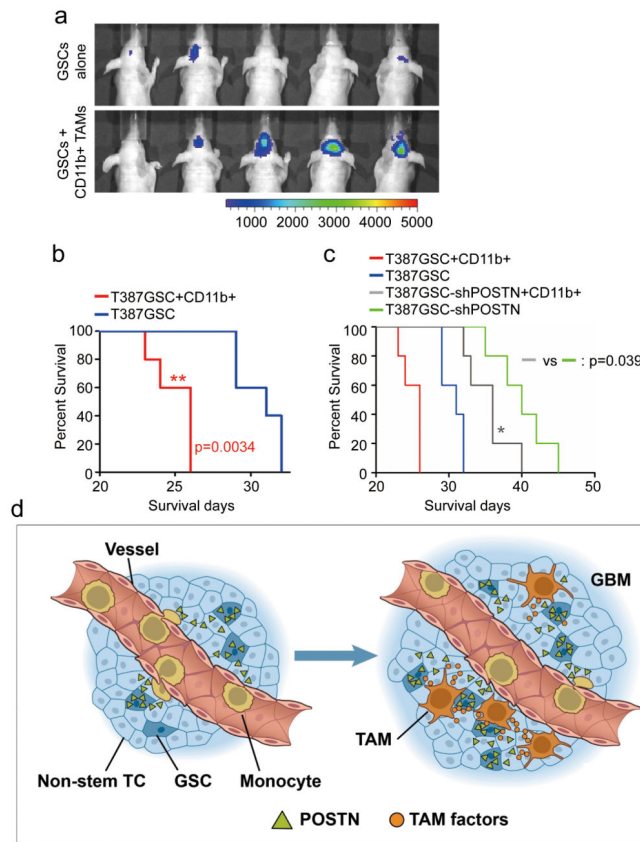 a
GSCs
alone
GSCs +
CD11b+ TAMs
1000 2000 3000 4000 5000
b
T387GSC+CD11b+
T387GSC
Percent Survival
100
80
60
40
20
0
**
p=0.0034
20 25 30
Survival days
c
T387GSC+CD11b+
T387GSC
T387GSC-shPOSTN+CD11b+
T387GSC-shPOSTN
Percent Survival
100
80
60
40
20
0
vs : p=0.039
*
20 30 40 50
Survival days
d
Vessel
GBM
TAM
Non-stem TC GSC Monocyte
POSTN TAM factors